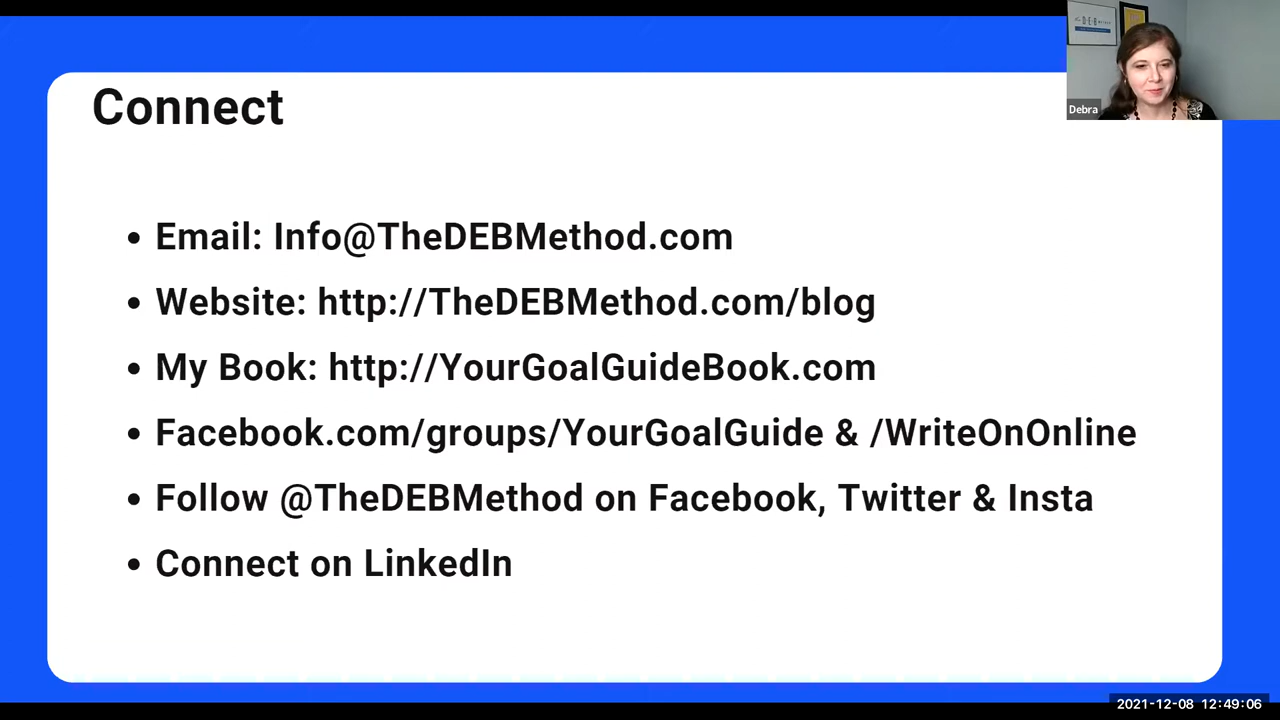 Connect
Debra
• Email: Info@TheDEBMethod.com
• Website: http://TheDEBMethod.com/blog
• My Book: http://YourGoalGuideBook.com
• Facebook.com/groups/YourGoalGuide & /WriteOnOnline
• Follow @TheDEBMethod on Facebook, Twitter & Insta
• Connect on LinkedIn
2021-12-08 12:49:06